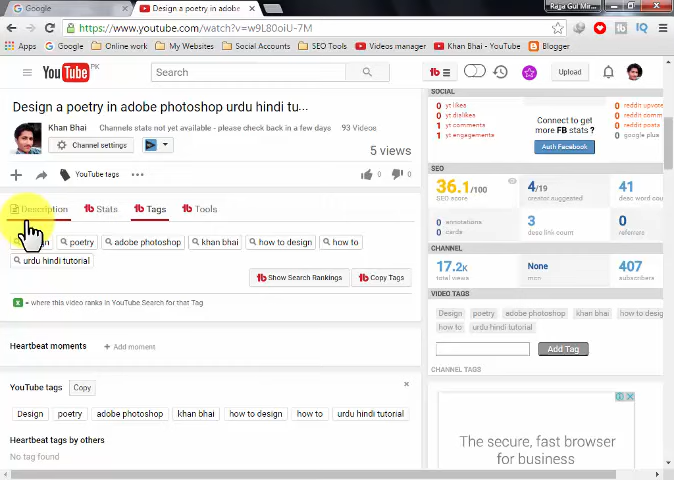 Google
Design a poetry in adobe
Raja Gul Mir...
https://www.youtube.com/watch?v=w9L80oiU-7M
Apps Google Online work My Websites Social Accounts SEO Tools Videos manager Khan Bhai - YouTube Blogger
YouTube PK
Search
tb
Upload
Design a poetry in adobe photoshop urdu hindi tu...
Khan Bhai Channels stats not yet available - please check back in a few days 93 Videos
Channel settings
5 views
YouTube tags
0 0
Description tb Stats tb Tags tb Tools
poetry adobe photoshop khan bhai how to design how to
urdu hindi tutorial
tb Show Search Rankings tb Copy Tags
x = where this video ranks in YouTube Search for that Tag
Heartbeat moments + Add moment
YouTube tags Copy
Design poetry adobe photoshop khan bhai how to design how to urdu hindi tutorial
Heartbeat tags by others
No tag found
SOCIAL
0 yt likes
0 yt dislikes
1 yt comments
1 yt engagements
Connect to get more FB stats ?
Auth Facebook
0 reddit upvote
0 reddit comme
0 reddit posts
0 google plus
SEO
36.1/100
4/19
creator suggested
41
desc word cou
0 annotations
0 cards
3
desc link count
0
referrers
CHANNEL
17.2K
total views
None
mcn
407
subscribers
VIDEO TAGS
Design poetry adobe photoshop khan bhai how to desig
how to urdu hindi tutorial
Add Tag
CHANNEL TAGS
The secure, fast browser
for business